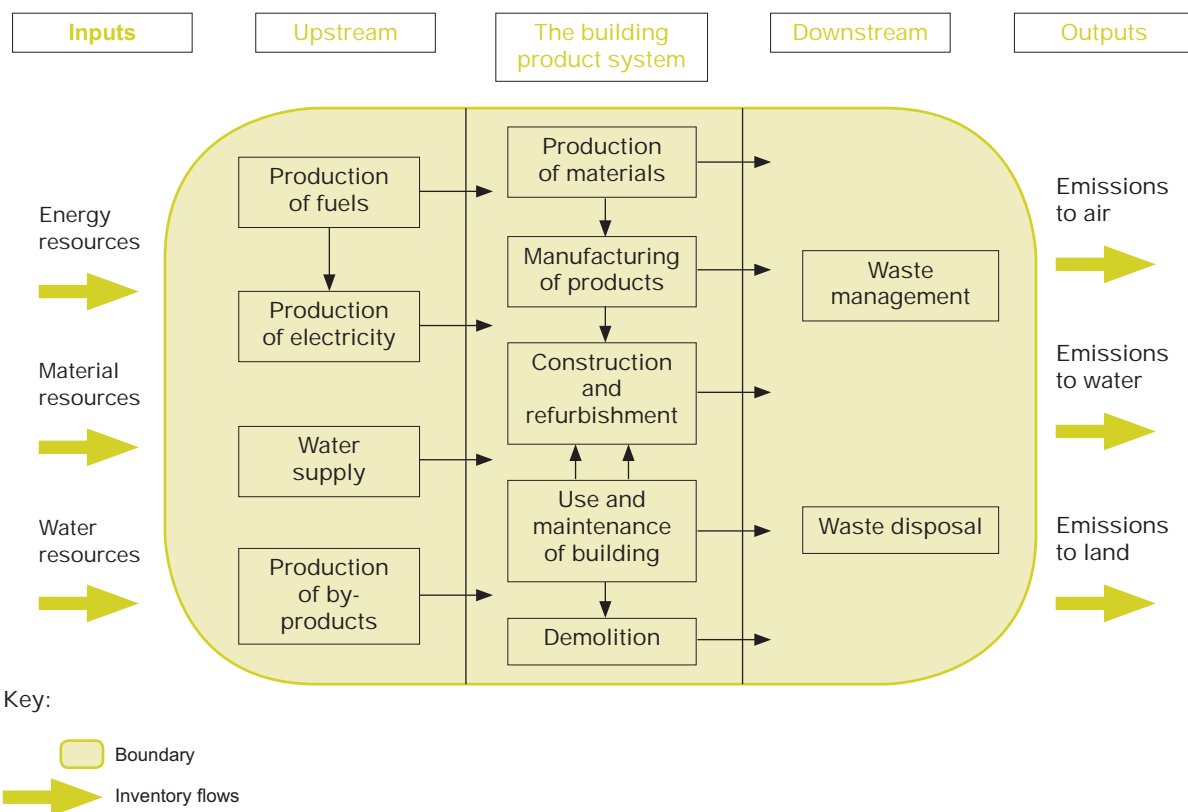 Inputs
Upstream
The building
product system
Downstream
Outputs
Energy
resources
Material
resources
Water
resources
Production
of fuels
Production
of electricity
Water
supply
Production
of by-
products
Production
of materials
Manufacturing
of products
Construction
and
refurbishment
Use and
maintenance
of building
Demolition
Waste
management
Waste disposal
Emissions
to air
Emissions
to water
Emissions
to land
Key:
Boundary
Inventory flows